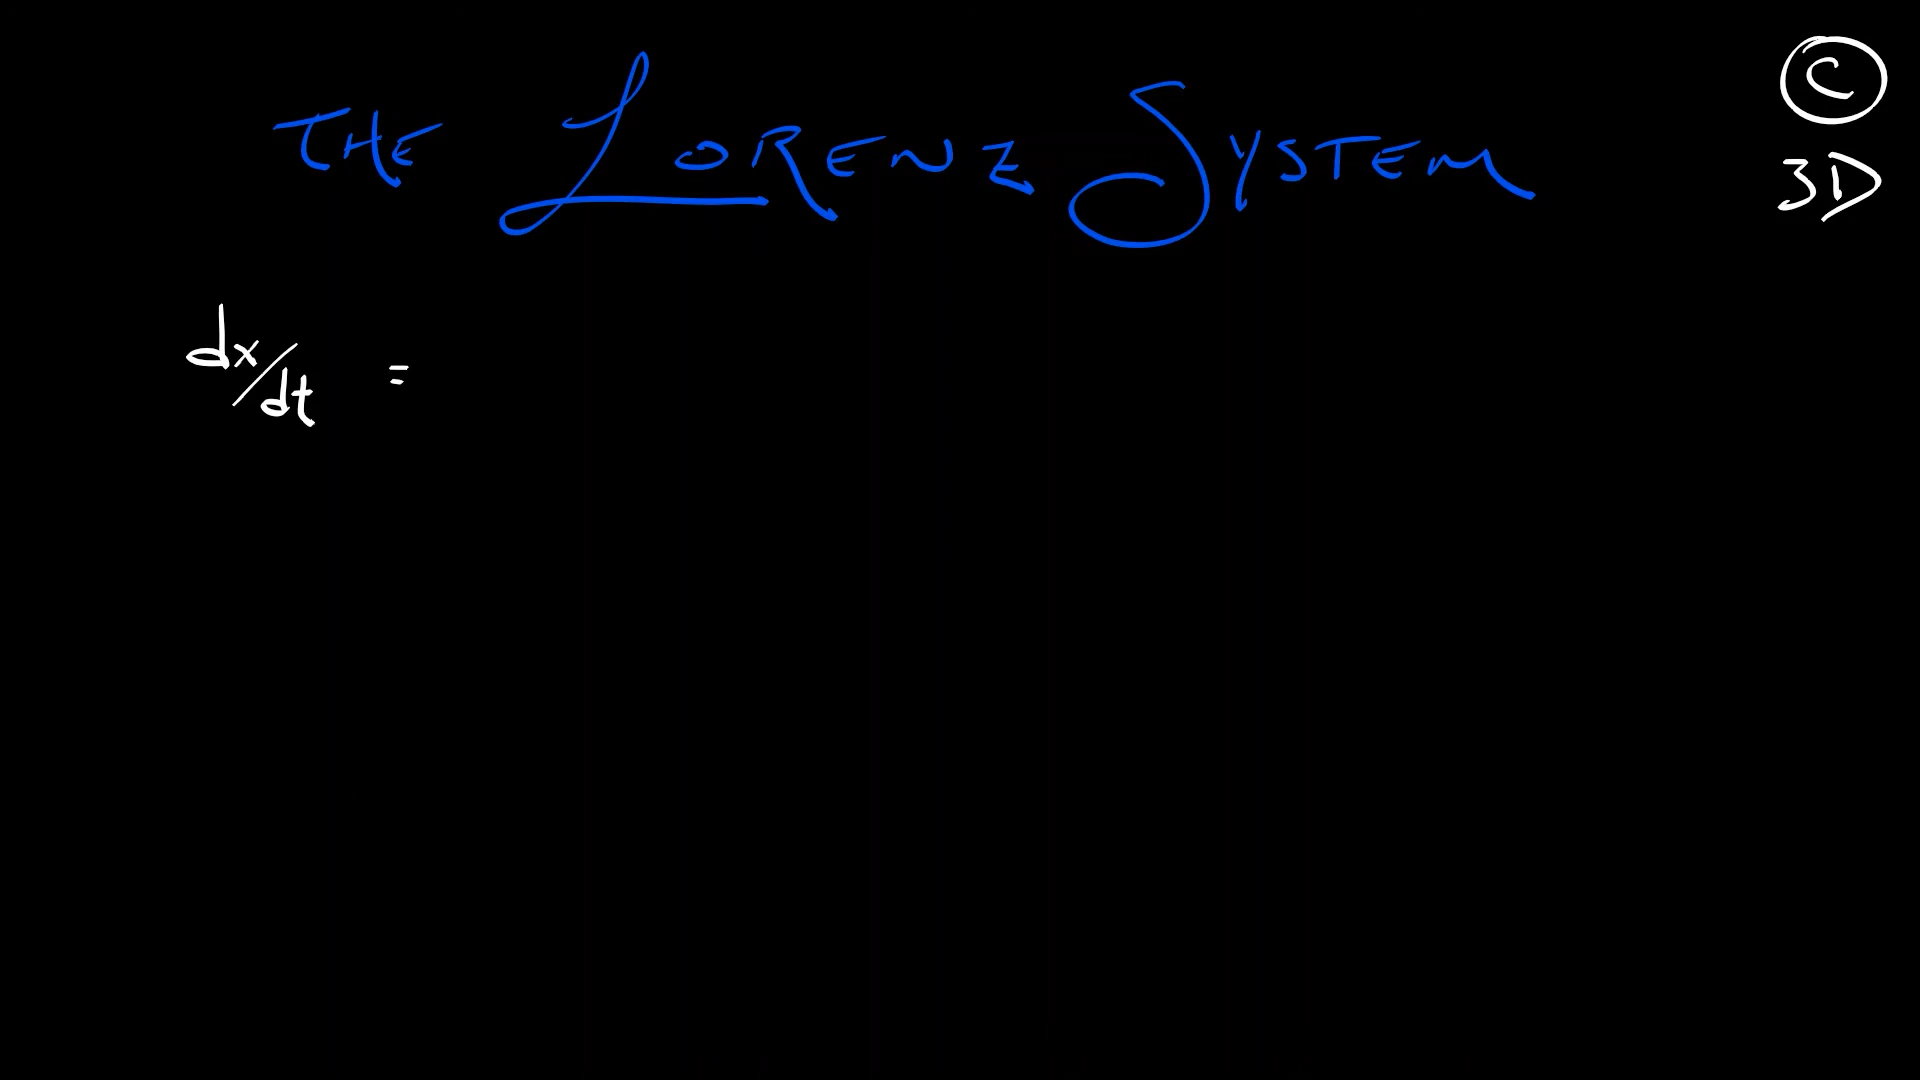 THE LORENZ SYSTEM
©
3D
dx/dt =